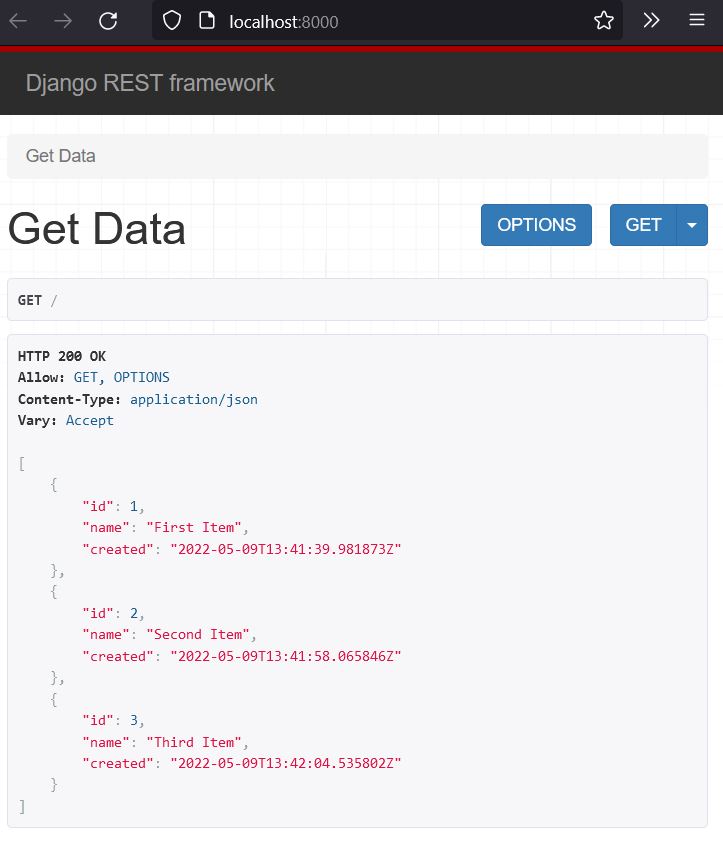 localhost:8000
Django REST framework
Get Data
Get Data
OPTIONS
GET
GET /
HTTP 200 OK
Allow: GET, OPTIONS
Content-Type: application/json
Vary: Accept
[
    {
        "id": 1,
        "name": "First Item",
        "created": "2022-05-09T13:41:39.981873Z"
    },
    {
        "id": 2,
        "name": "Second Item",
        "created": "2022-05-09T13:41:58.065846Z"
    },
    {
        "id": 3,
        "name": "Third Item",
        "created": "2022-05-09T13:42:04.535802Z"
    }
]